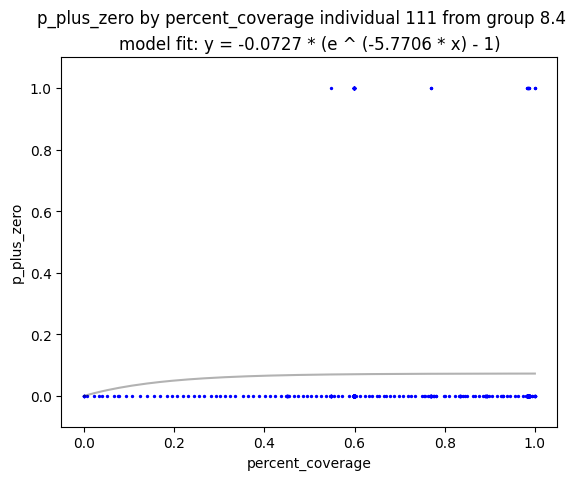 p_plus_zero by percent_coverage individual 111 from group 8.4
model fit: y = -0.0727 * (e ^ (-5.7706 * x) - 1)
1.0
0.8
0.6
0.4
0.2
0.0
p_plus_zero
0.0 0.2 0.4 0.6 0.8 1.0
percent_coverage